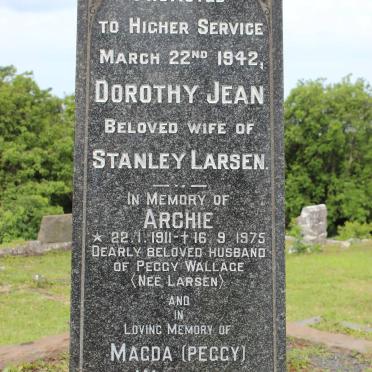 TO HIGHER SERVICE
MARCH 22ND 1942,
DOROTHY JEAN
BELOVED WIFE OF
STANLEY LARSEN.
IN MEMORY OF
ARCHIE
* 22. 1. 1911 - † 16. 9. 1975
DEARLY BELOVED HUSBAND
OF PEGGY WALLACE
(NEE LARSEN)
AND
IN
LOVING MEMORY OF
MAGDA (PEGGY)